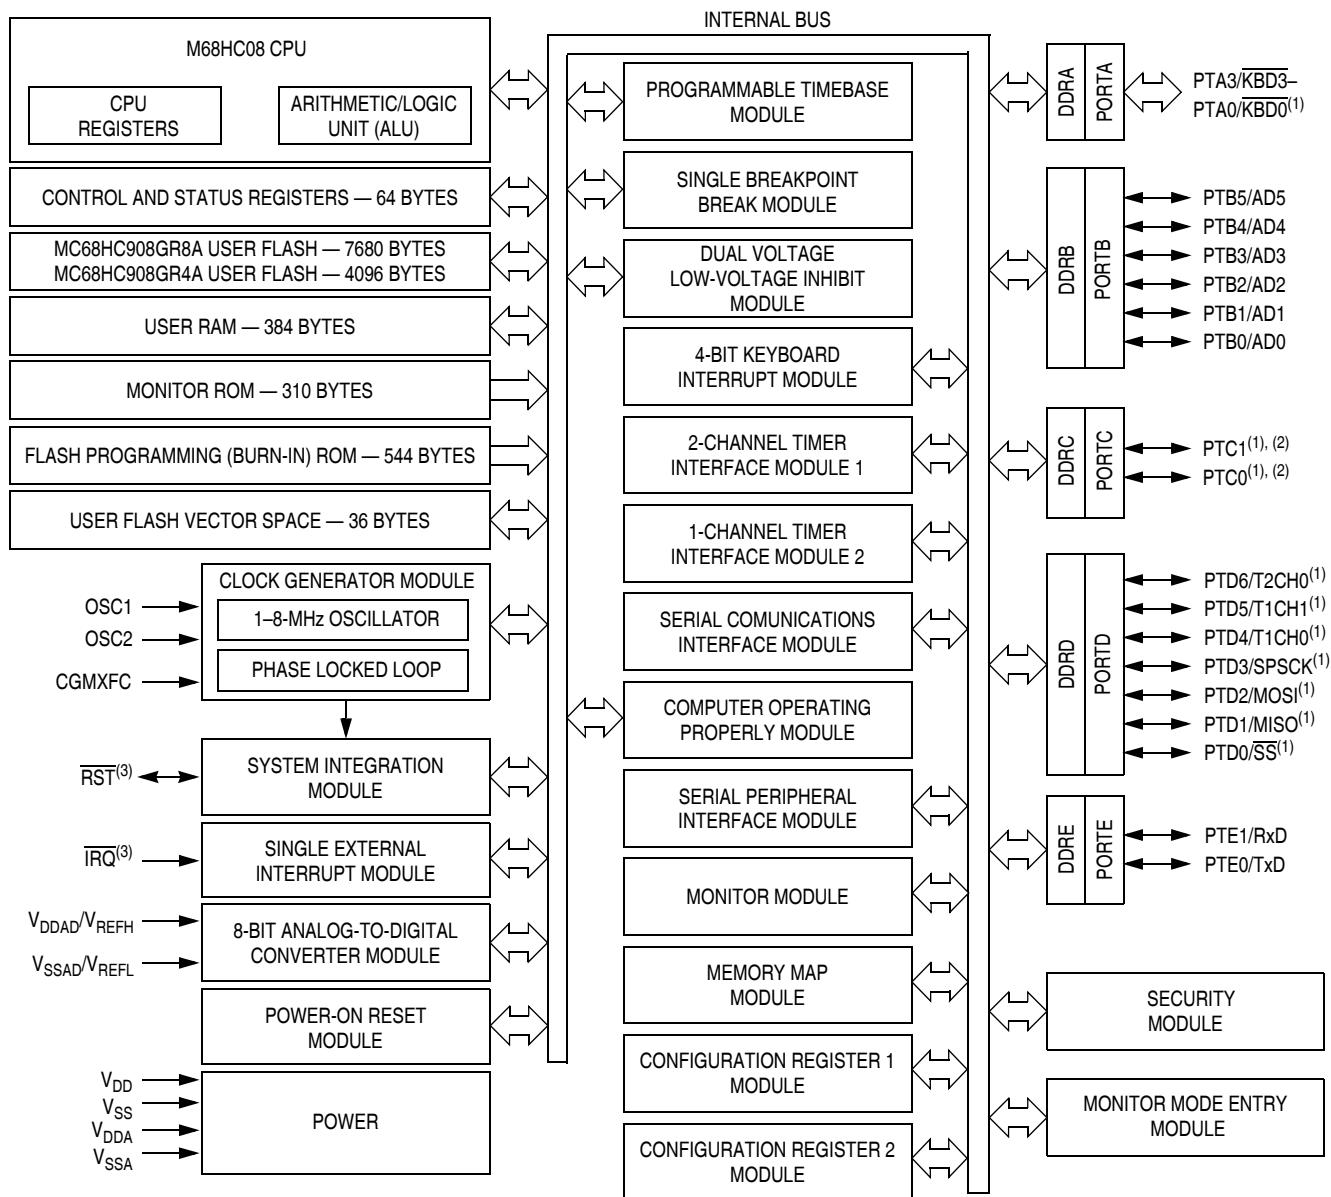 INTERNAL BUS
M68HC08 CPU
CPU
REGISTERS
ARITHMETIC/LOGIC
UNIT (ALU)
CONTROL AND STATUS REGISTERS — 64 BYTES
MC68HC908GR8A USER FLASH — 7680 BYTES
MC68HC908GR4A USER FLASH — 4096 BYTES
USER RAM — 384 BYTES
MONITOR ROM — 310 BYTES
FLASH PROGRAMMING (BURN-IN) ROM — 544 BYTES
USER FLASH VECTOR SPACE — 36 BYTES
CLOCK GENERATOR MODULE
1–8-MHz OSCILLATOR
PHASE LOCKED LOOP
OSC1
OSC2
CGMXFC
SYSTEM INTEGRATION
MODULE
RST(3)
SINGLE EXTERNAL
INTERRUPT MODULE
IRQ(3)
8-BIT ANALOG-TO-DIGITAL
CONVERTER MODULE
VDDAD/VREFH
VSSAD/VREFL
POWER-ON RESET
MODULE
POWER
VDD
VSS
VDDA
VSSA
PROGRAMMABLE TIMEBASE
MODULE
SINGLE BREAKPOINT
BREAK MODULE
DUAL VOLTAGE
LOW-VOLTAGE INHIBIT
MODULE
4-BIT KEYBOARD
INTERRUPT MODULE
2-CHANNEL TIMER
INTERFACE MODULE 1
1-CHANNEL TIMER
INTERFACE MODULE 2
SERIAL COMUNICATIONS
INTERFACE MODULE
COMPUTER OPERATING
PROPERLY MODULE
SERIAL PERIPHERAL
INTERFACE MODULE
MONITOR MODULE
MEMORY MAP
MODULE
CONFIGURATION REGISTER 1
MODULE
CONFIGURATION REGISTER 2
MODULE
DDRA
PORTA
PTA3/KBD3–
PTA0/KBD0(1)
DDRB
PORTB
PTB5/AD5
PTB4/AD4
PTB3/AD3
PTB2/AD2
PTB1/AD1
PTB0/AD0
DDRC
PORTC
PTC1(1), (2)
PTC0(1), (2)
DDRD
PORTD
PTD6/T2CH0(1)
PTD5/T1CH1(1)
PTD4/T1CH0(1)
PTD3/SPSCK(1)
PTD2/MOSI(1)
PTD1/MISO(1)
PTD0/SS(1)
DDRE
PORTE
PTE1/RxD
PTE0/TxD
SECURITY
MODULE
MONITOR MODE ENTRY
MODULE